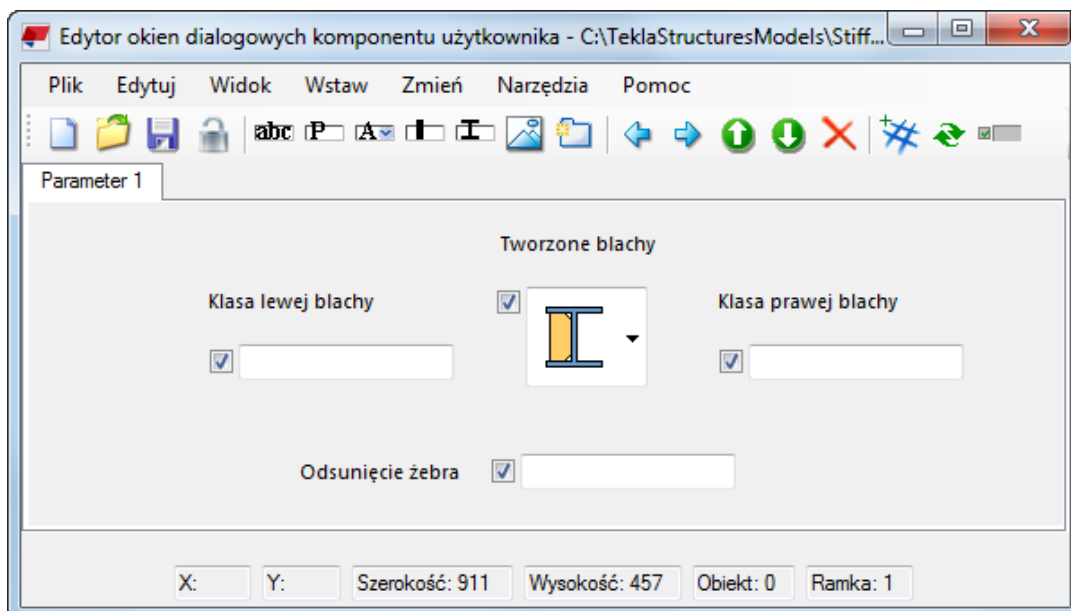 Edytor okien dialogowych komponentu użytkownika - C:\TeklaStructuresModels\Stiff...
Plik Edytuj Widok Wstaw Zmień Narzędzia Pomoc
abc P A
Parameter 1
Tworzone blachy
Klasa lewej blachy
Klasa prawej blachy
Odsunięcie żebra
X: Y: Szerokość: 911 Wysokość: 457 Obiekt: 0 Ramka: 1